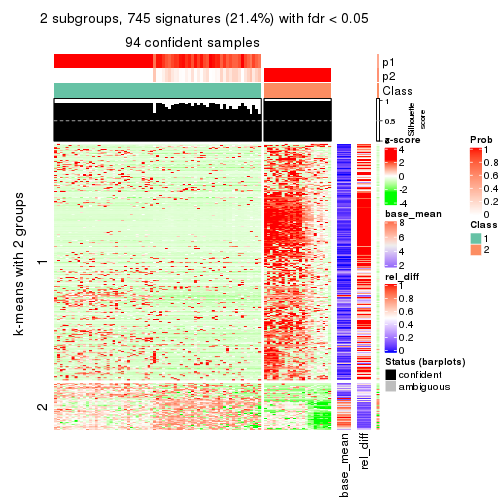 2 subgroups, 745 signatures (21.4%) with fdr < 0.05
94 confident samples
p1
p2
Class
1
0.5
0
Silhouette
score
k-means with 2 groups
1
2
base_mean
rel_diff
z-score
4
2
0
-2
-4
base_mean
8
6
4
2
rel_diff
1
0.8
0.6
0.4
0.2
0
Status (barplots)
confident
ambiguous
Prob
1
0.8
0.6
0.4
0.2
0
Class
1
2